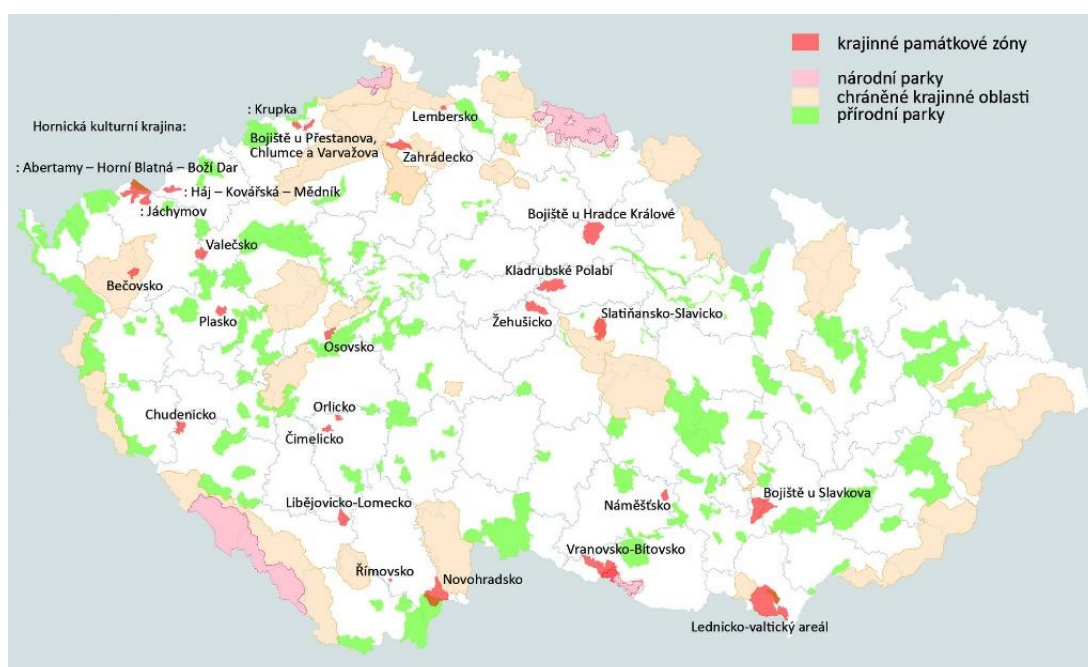 krajinné památkové zóny
národní parky
chráněné krajinné oblasti
přírodní parky
: Krupka
Lembersko
Hornická kulturní krajina:
Bojiště u Přestanova,
Chlumce a Varvažova
Zahrádecko
: Abertamy – Horní Blatná – Boží Dar
: Háj – Kovářská – Mědník
: Jáchymov
Bojiště u Hradce Králové
Valečsko
Kladrubské Polabí
Bečovsko
Plasko
Žehušicko
Slatiňansko-Slavicko
Osovsko
Chudenicko
Orlicko
Čimelicko
Libějovicko-Lomecko
Náměšťsko
Bojiště u Slavkova
Vranovsko-Bítovsko
Římovsko
Novohradsko
Lednicko-valtický areál